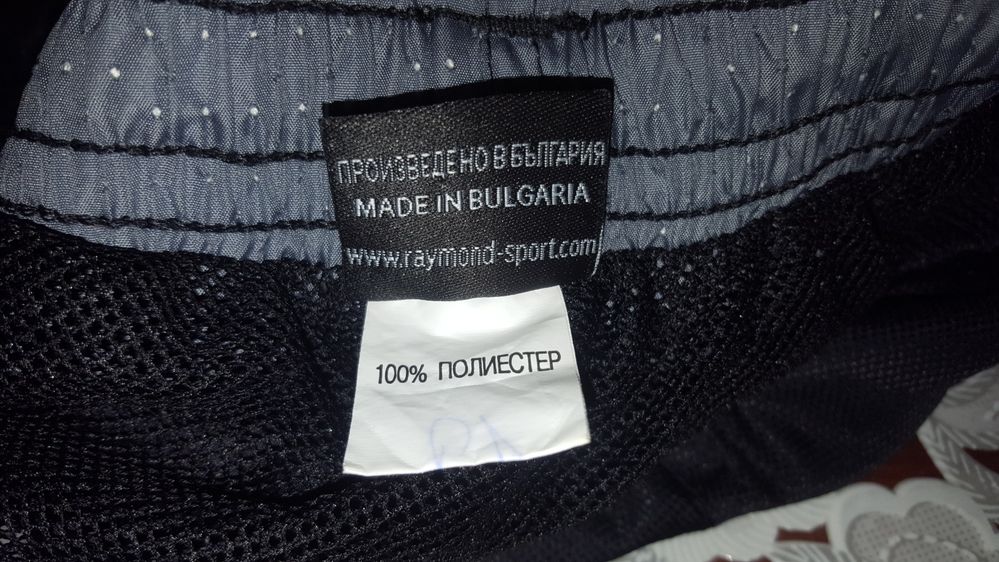 ПРОИЗВЕДЕНО В БЪЛГАРИЯ
MADE IN BULGARIA
www.raymond-sport.com
100% ПОЛИЕСТЕР